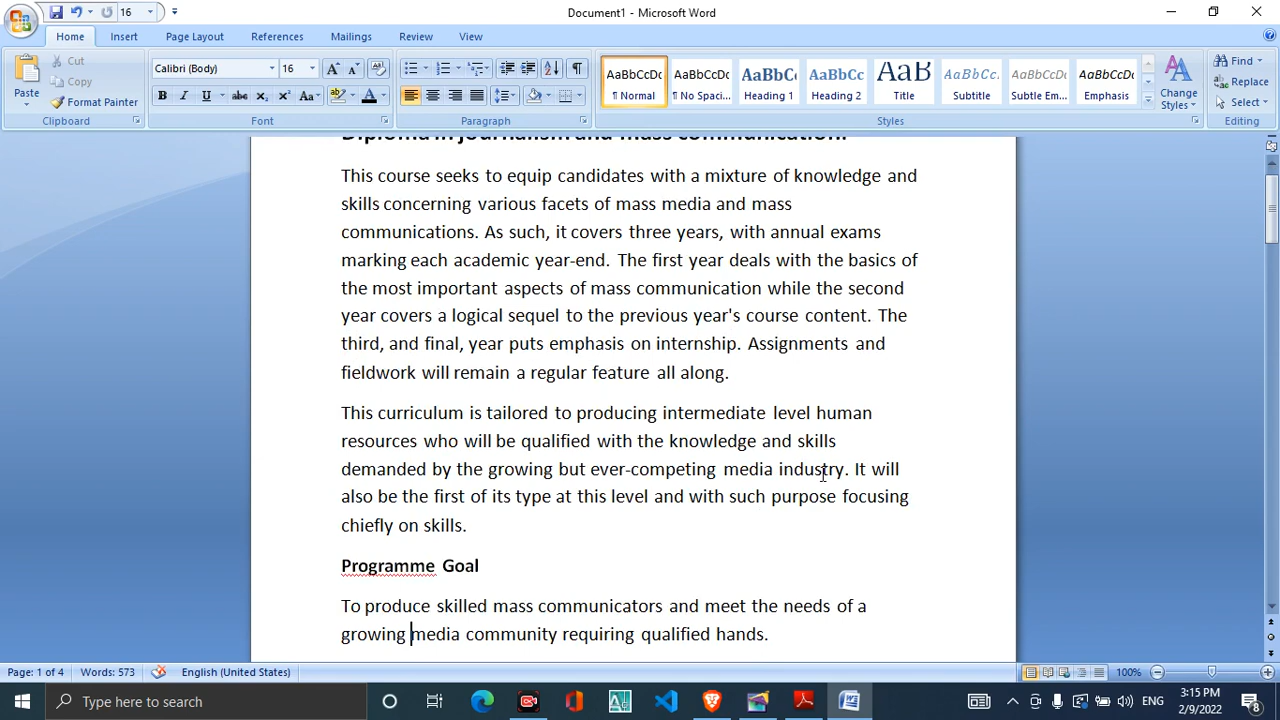 16
Document1 - Microsoft Word
Home Insert Page Layout References Mailings Review View
Paste
Cut
Copy
Format Painter
Clipboard
Calibri (Body) 16
Font
Paragraph
AaBbCcDc AaBbCcDc AaBbCc AaBbCc AaB AaBbCc. AaBbCcDc AaBbCcDc
¶ Normal ¶ No Spaci... Heading 1 Heading 2 Title Subtitle Subtle Em... Emphasis
Change Styles
Styles
Find
Replace
Select
Editing
Diploma in journalism and mass communication.
This course seeks to equip candidates with a mixture of knowledge and
skills concerning various facets of mass media and mass
communications. As such, it covers three years, with annual exams
marking each academic year-end. The first year deals with the basics of
the most important aspects of mass communication while the second
year covers a logical sequel to the previous year's course content. The
third, and final, year puts emphasis on internship. Assignments and
fieldwork will remain a regular feature all along.
This curriculum is tailored to producing intermediate level human
resources who will be qualified with the knowledge and skills
demanded by the growing but ever-competing media industry. It will
also be the first of its type at this level and with such purpose focusing
chiefly on skills.
Programme Goal
To produce skilled mass communicators and meet the needs of a
growing media community requiring qualified hands.
Page: 1 of 4 Words: 573 English (United States) 100%
Type here to search
ENG
3:15 PM
2/9/2022
8